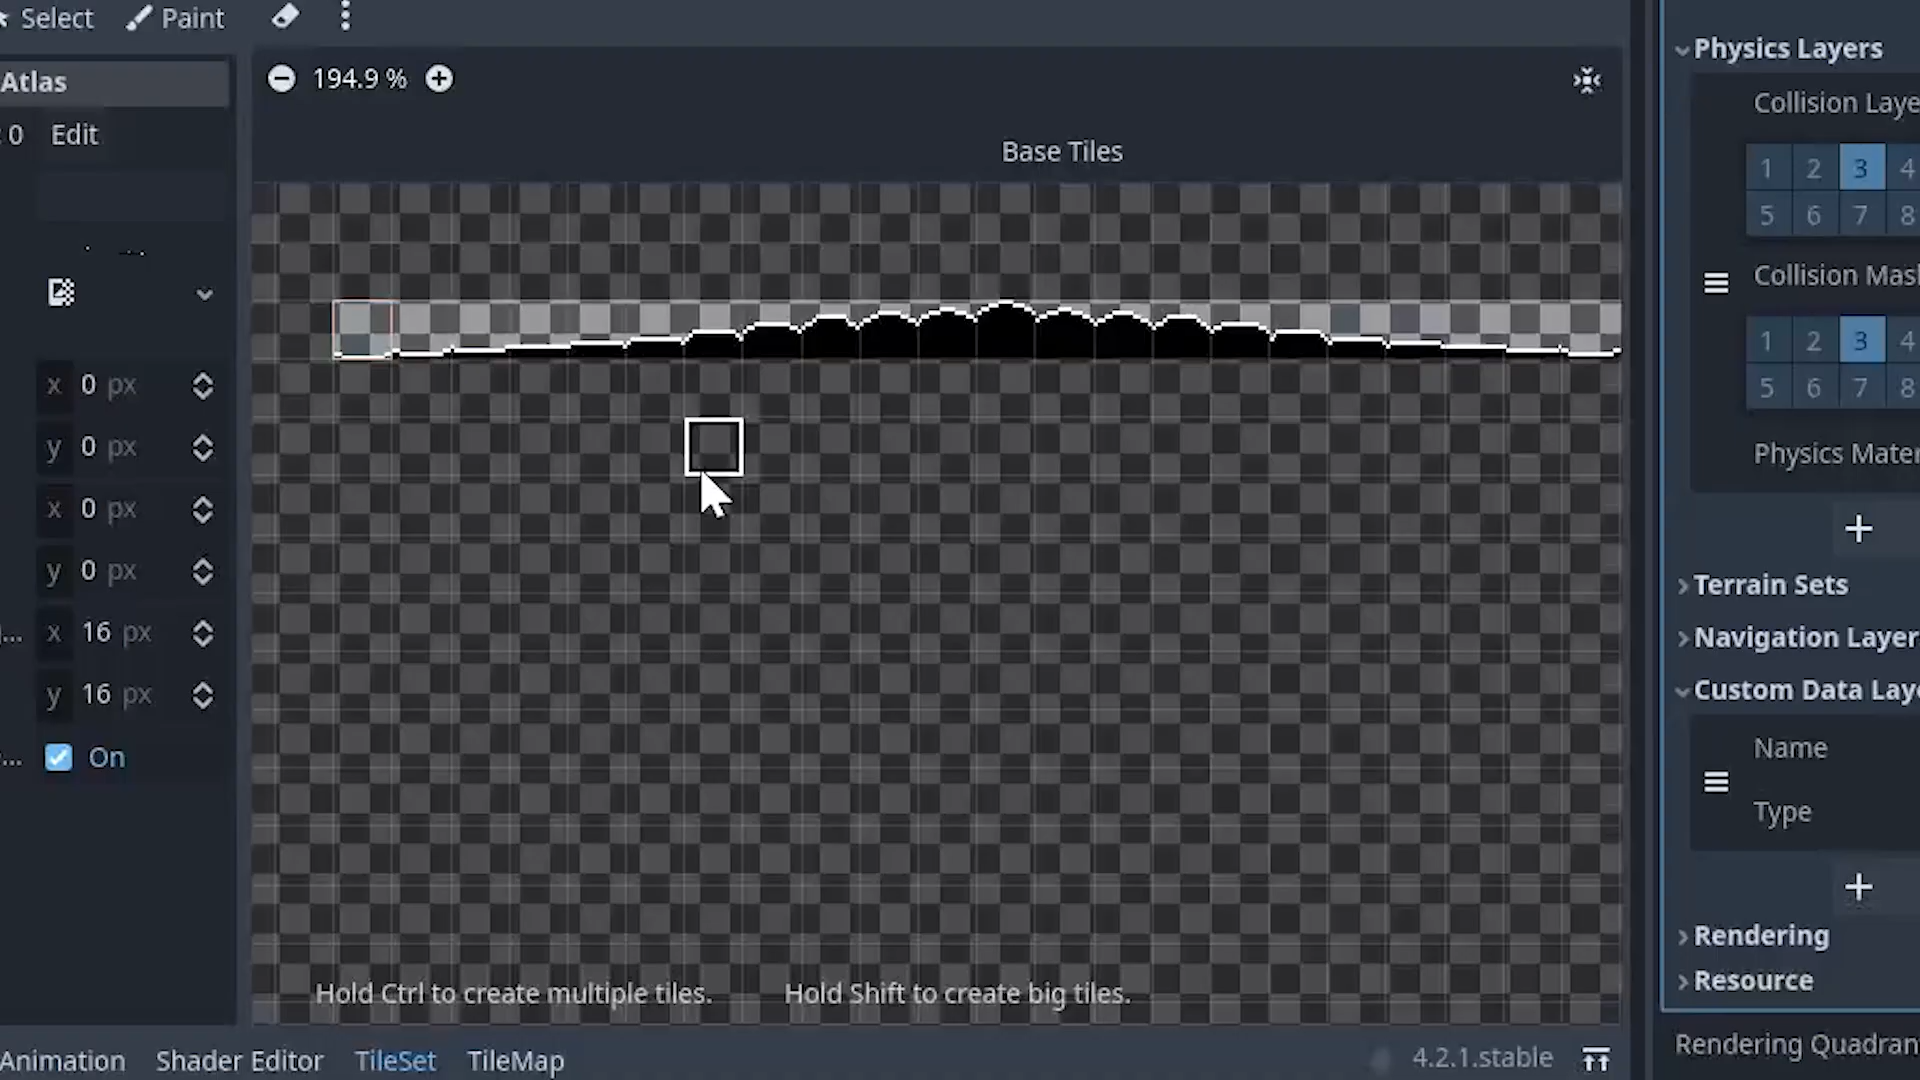 Select Paint
Atlas
194.9 %
: 0 Edit
Base Tiles
x 0 px
y 0 px
x 0 px
y 0 px
... x 16 px
y 16 px
... On
Hold Ctrl to create multiple tiles. Hold Shift to create big tiles.
Animation Shader Editor TileSet TileMap 4.2.1.stable
Physics Layers
Collision Laye
1 2 3 4
5 6 7 8
Collision Mask
1 2 3 4
5 6 7 8
Physics Mater
Terrain Sets
Navigation Layer
Custom Data Laye
Name
Type
Rendering
Resource
Rendering Quadran